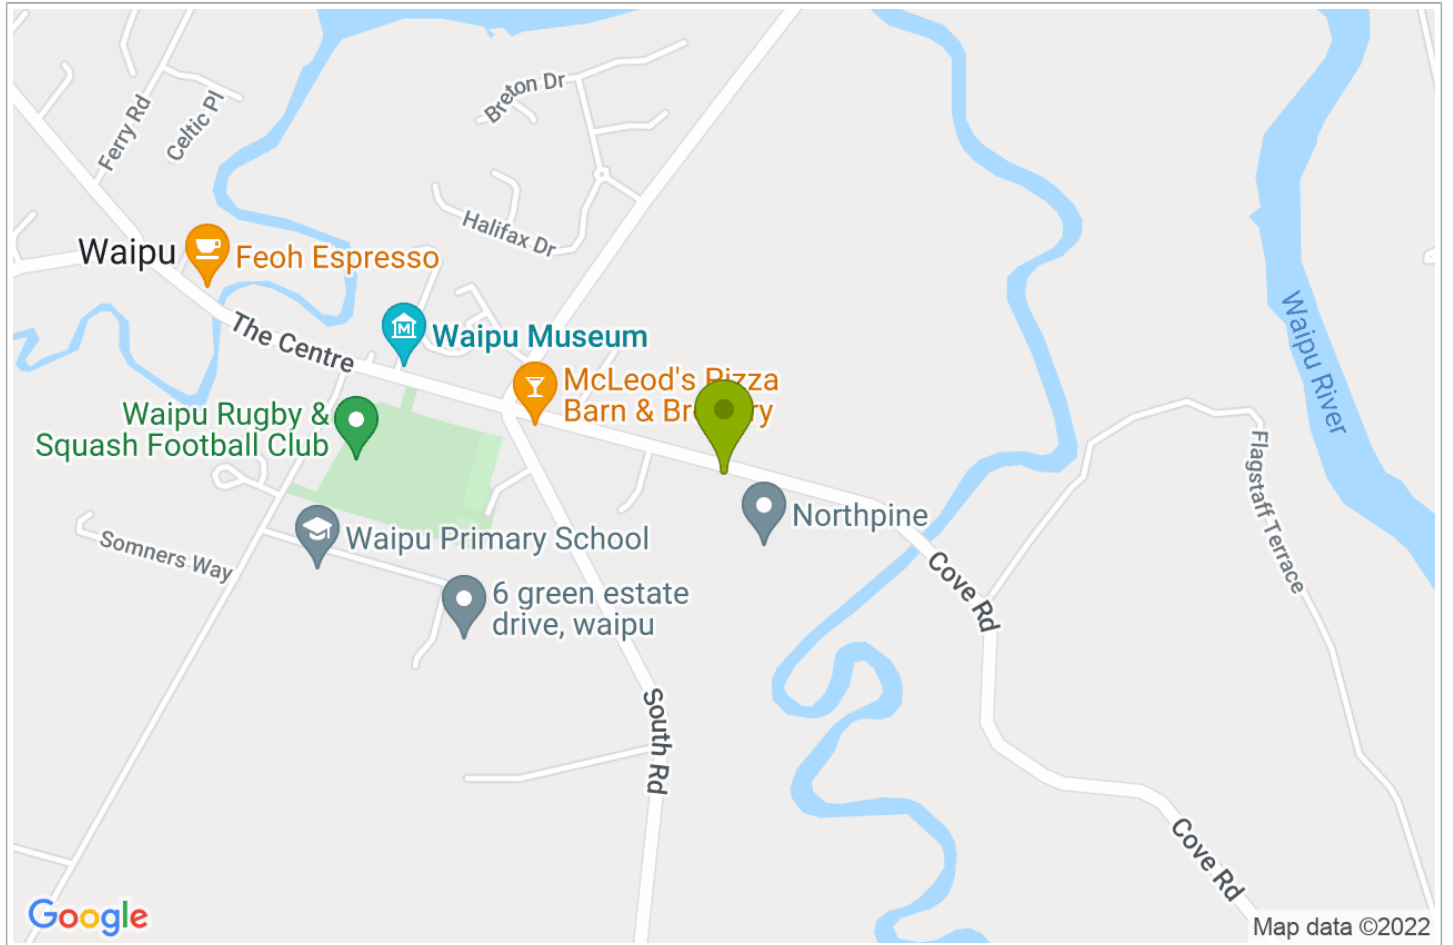 Breton Dr
Ferry Rd
Celtic Pl
Halifax Dr
Waipu
Feoh Espresso
The Centre
Waipu Museum
Waipu River
McLeod's Pizza
Barn & Brewery
Waipu Rugby &
Squash Football Club
Flagstaff Terrace
Northpine
Waipu Primary School
Somners Way
Cove Rd
6 green estate
drive, waipu
South Rd
Cove Rd
Google
Map data ©2022